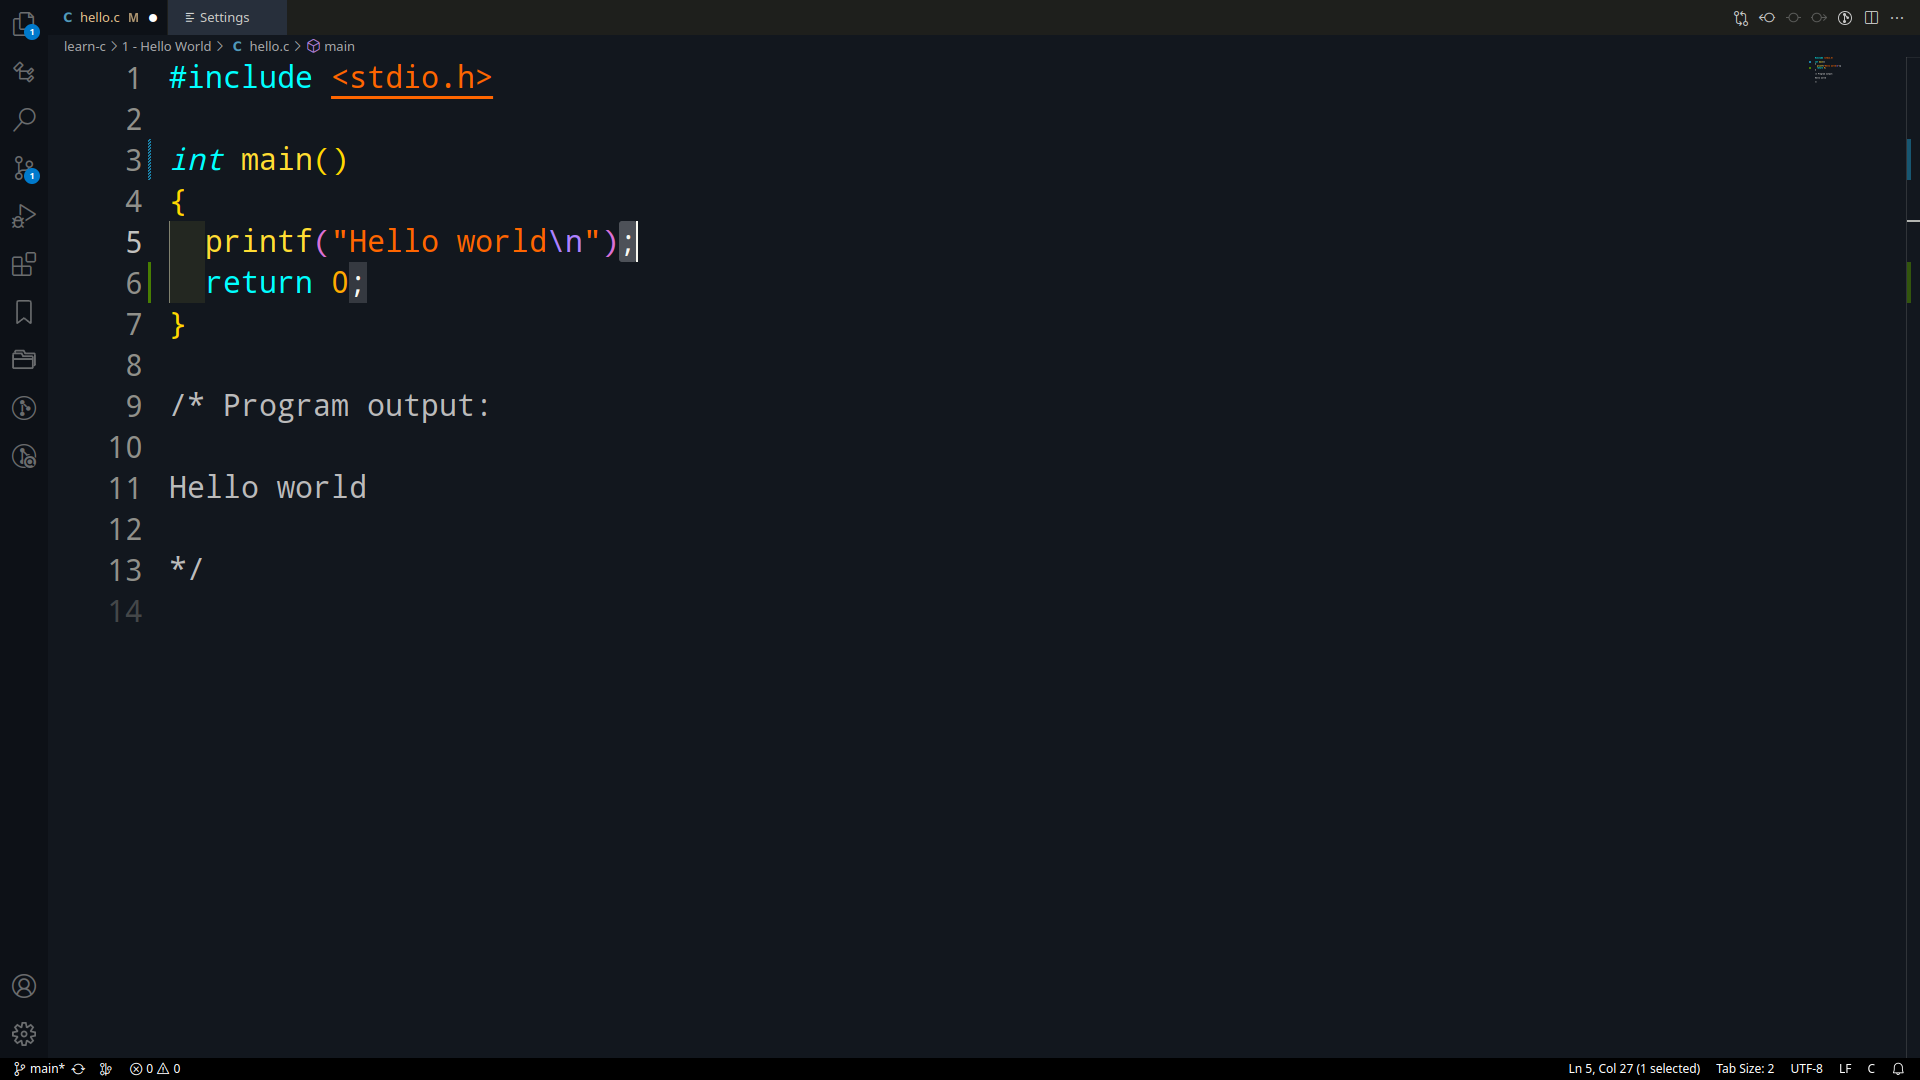 1
C hello.c M
Settings
learn-c > 1 - Hello World > C hello.c > main
1 #include <stdio.h>
2
3 int main()
4 {
5 printf("Hello world\n");
6 return 0;
7 }
8
9 /* Program output:
10
11 Hello world
12
13 */
14
1
main* 0 0
Ln 5, Col 27 (1 selected) Tab Size: 2 UTF-8 LF C